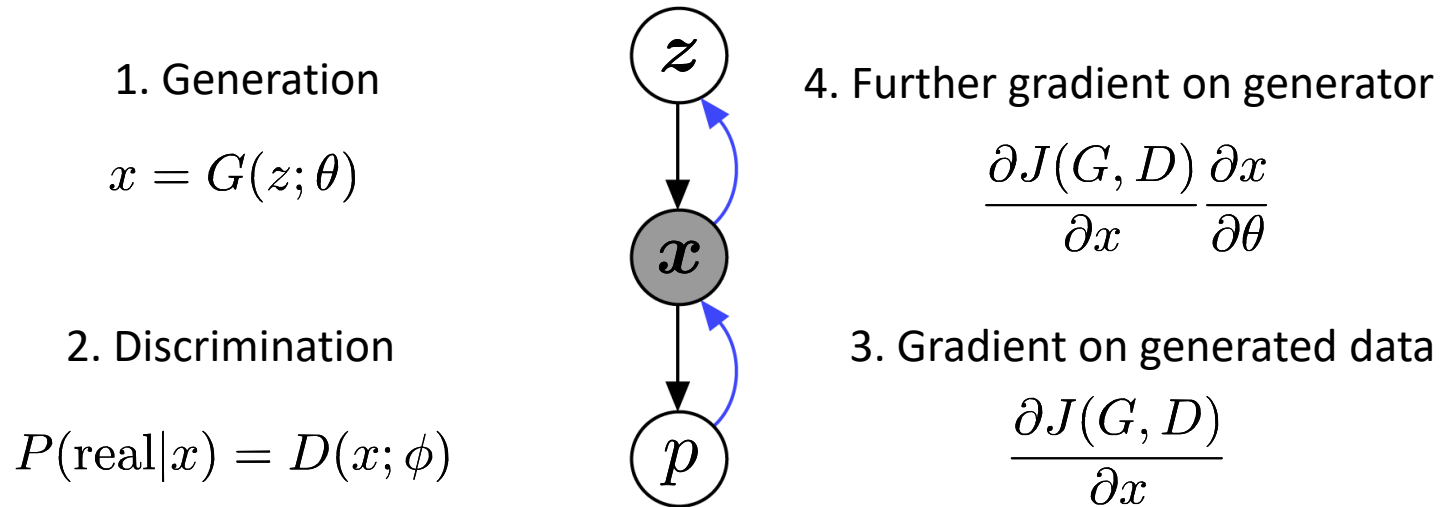 1. Generation
x = G(z; θ)
2. Discrimination
P(real|x) = D(x; ϕ)
z
x
p
4. Further gradient on generator
∂J(G, D) ∂x
∂x ∂θ
3. Gradient on generated data
∂J(G, D)
∂x